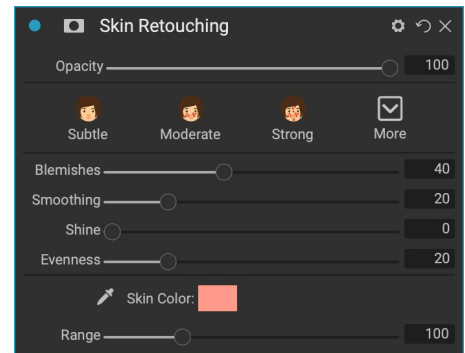 Skin Retouching
Opacity 100
Subtle Moderate Strong More
Blemishes 40
Smoothing 20
Shine 0
Evenness 20
Skin Color:
Range 100